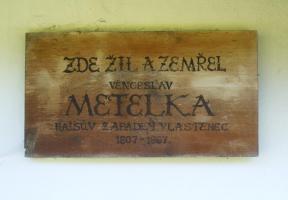 ZDE ŽIL A ZEMŘEL
VĚNCESLAV
METELKA
RAISŮV ZAPADLÝ VLASTENEC
1807-1867.